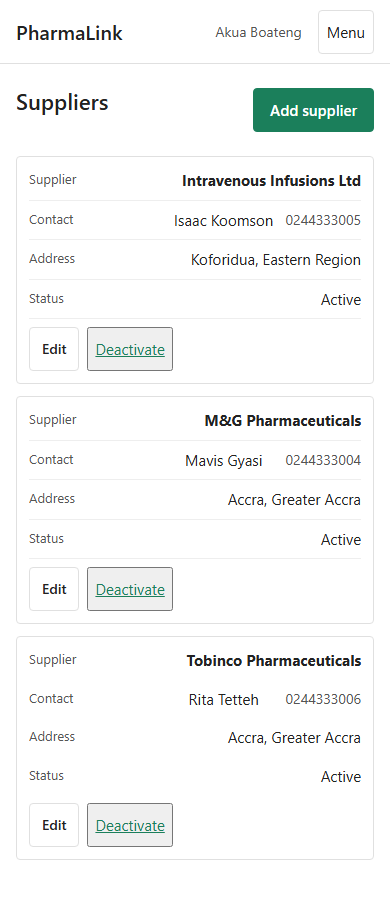 PharmaLink Akua Boateng Menu
Suppliers Add supplier
Supplier Intravenous Infusions Ltd
Contact Isaac Koomson 0244333005
Address Koforidua, Eastern Region
Status Active
Edit Deactivate
Supplier M&G Pharmaceuticals
Contact Mavis Gyasi 0244333004
Address Accra, Greater Accra
Status Active
Edit Deactivate
Supplier Tobinco Pharmaceuticals
Contact Rita Tetteh 0244333006
Address Accra, Greater Accra
Status Active
Edit Deactivate